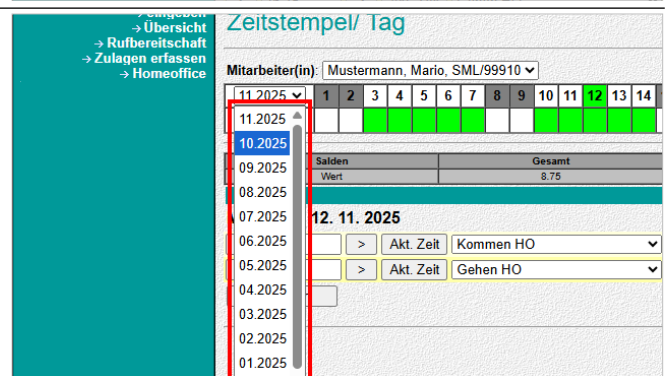 → eingeben
→ Übersicht
→ Rufbereitschaft
→ Zulagen erfassen
→ Homeoffice
Zeitstempel/ Tag
Mitarbeiter(in): Mustermann, Mario, SML/99910
11.2025 1 2 3 4 5 6 7 8 9 10 11 12 13 14
11.2025
10.2025
09.2025
08.2025
07.2025
06.2025
05.2025
04.2025
03.2025
02.2025
01.2025
Salden Gesamt
Wert 8.75
12. 11. 2025
> Akt. Zeit Kommen HO
> Akt. Zeit Gehen HO